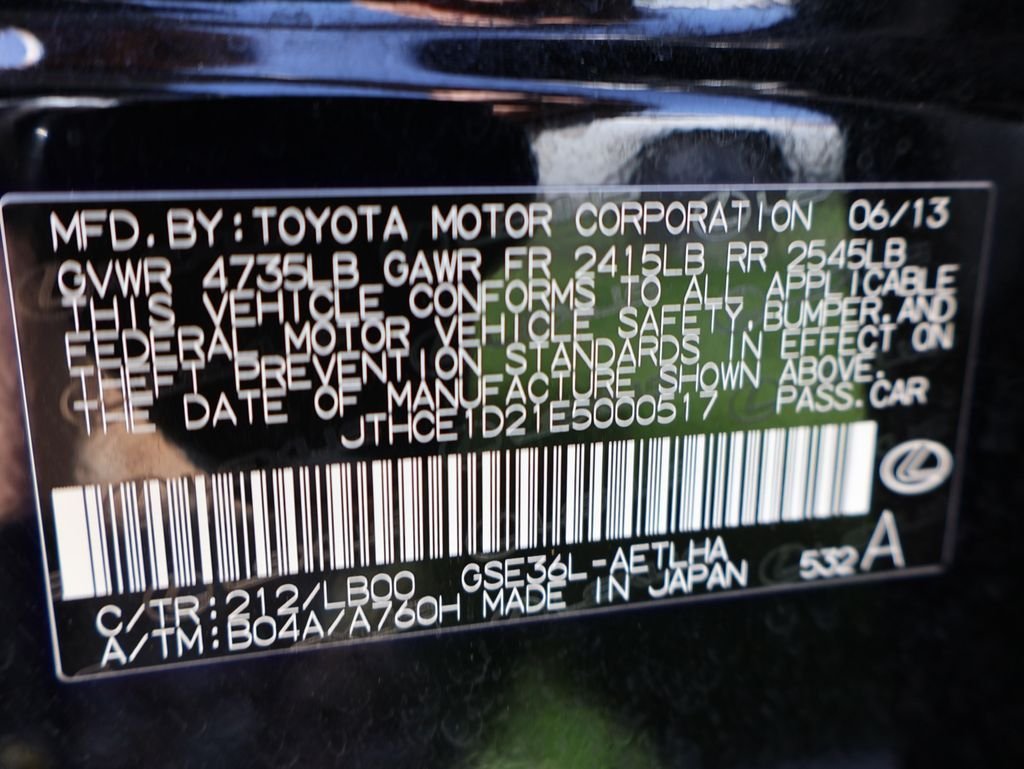 MFD. BY: TOYOTA MOTOR CORPORATION 06/13
GVWR 4735LB GAWR FR 2415LB RR 2545LB
THIS VEHICLE CONFORMS TO ALL APPLICABLE
FEDERAL MOTOR VEHICLE SAFETY, BUMPER, AND
THEFT PREVENTION STANDARDS IN EFFECT ON
THE DATE OF MANUFACTURE SHOWN ABOVE.
JTHCE1D21E5000517 PASS. CAR
C/TR: 212/LB00 GSE36L-AETLHA 532 A
A/TM: B04A/A760H MADE IN JAPAN